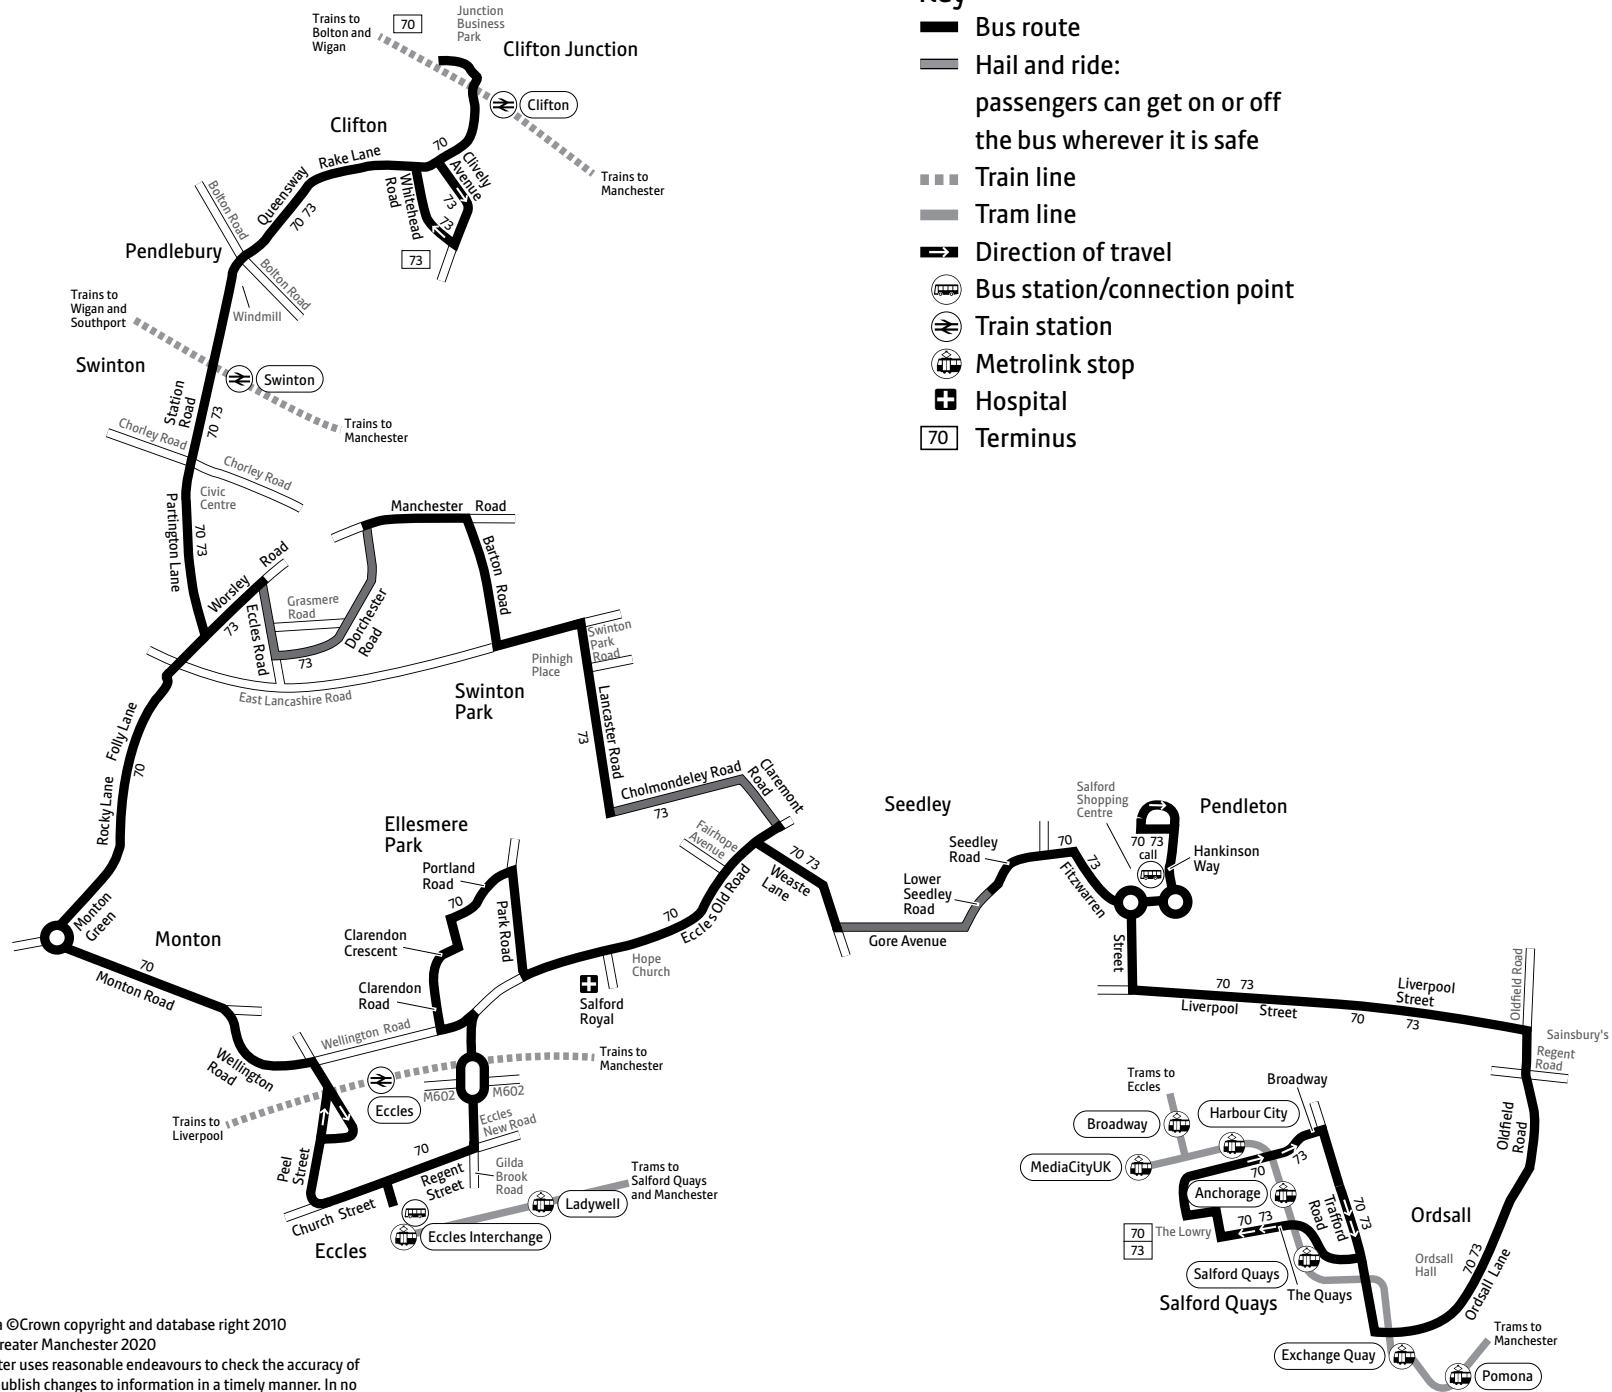 Key
Bus route
Hail and ride:
passengers can get on or off
the bus wherever it is safe
Train line
Tram line
Direction of travel
Bus station/connection point
Train station
Metrolink stop
Hospital
70
Terminus
Trains to
Bolton and
Wigan
70
Junction
Business
Park
Clifton Junction
Clifton
Clifton
Trains to
Manchester
Rake Lane
70
Clively
Avenue
Whitehead
Road
73
73
73
Queensway
70 73
Bolton Road
Pendlebury
Bolton Road
Windmill
Trains to
Wigan and
Southport
Swinton
Swinton
Trains to
Manchester
Station
Road
70 73
Chorley Road
Chorley Road
Civic
Centre
Partington Lane
70 73
Manchester Road
Barton Road
Worsley Road
73
Eccles Road
Grasmere
Road
Dorchester
Road
73
East Lancashire Road
Swinton
Park
Pinhigh
Place
Swinton
Park
Road
Lancaster Road
73
Folly Lane
Rocky Lane
70
Cholmondeley Road
73
Claremont
Road
Fairhope
Avenue
70 73
Weaste
Lane
Eccles Old Road
70
Ellesmere
Park
Portland
Road
70
Park Road
Clarendon
Crescent
Clarendon
Road
Hope
Church
Salford
Royal
Monton
Green
Monton
70
Monton Road
Wellington Road
Wellington
Road
Trains to
Manchester
M602
M602
Eccles
Trains to
Liverpool
Eccles
New Road
70
Peel
Street
Regent
Street
Gilda
Brook
Road
Church Street
Eccles
Trams to
Salford Quays
and Manchester
Ladywell
Eccles Interchange
Seedley
Seedley
Road
Lower
Seedley
Road
Gore Avenue
Salford
Shopping
Centre
Pendleton
70 73
call
Hankinson
Way
70
73
Fitzwarren
Street
70 73
Liverpool Street
Liverpool
Street
70
73
Oldfield Road
Sainsbury's
Regent
Road
Oldfield
Road
Trams to
Eccles
Broadway
Broadway
Harbour City
MediaCityUK
70
73
Anchorage
Trafford
Road
70 73
70
73
The Lowry
70 73
Salford Quays
The Quays
Salford Quays
Ordsall
Ordsall
Hall
70 73
Ordsall Lane
Exchange Quay
Trams to
Manchester
Pomona
©Crown copyright and database right 2010
reater Manchester 2020
ter uses reasonable endeavours to check the accuracy of
ublish changes to information in a timely manner. In no